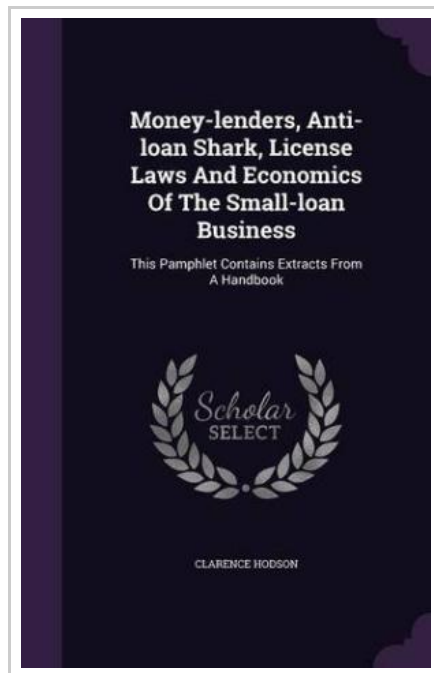 Money-lenders, Anti-
loan Shark, License
Laws And Economics
Of The Small-loan
Business
This Pamphlet Contains Extracts From
A Handbook
Scholar
SELECT
CLARENCE HODSON